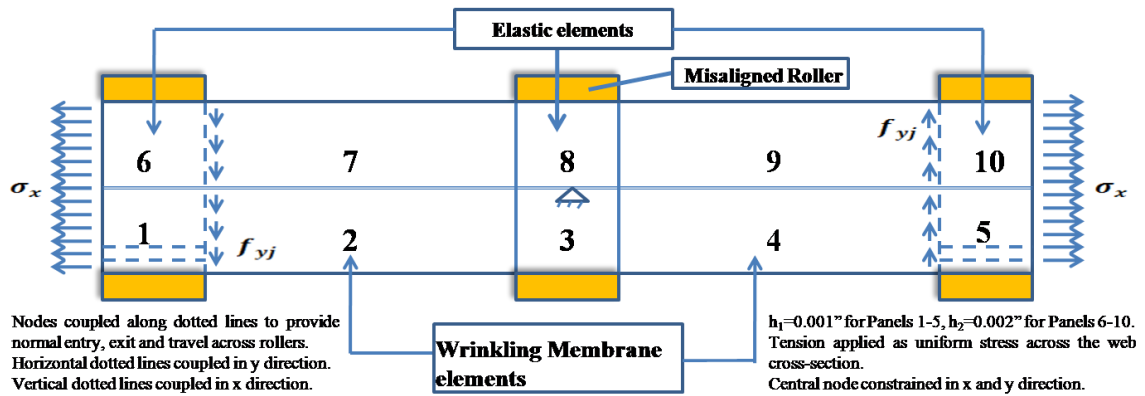 Elastic elements
Misaligned Roller
f_yj
6 7 8 9 10
σ_x σ_x
1 2 3 4 5
f_yj
Nodes coupled along dotted lines to provide
normal entry, exit and travel across rollers.
Horizontal dotted lines coupled in y direction.
Vertical dotted lines coupled in x direction.
Wrinkling Membrane
elements
h₁=0.001” for Panels 1-5, h₂=0.002” for Panels 6-10.
Tension applied as uniform stress across the web
cross-section.
Central node constrained in x and y direction.